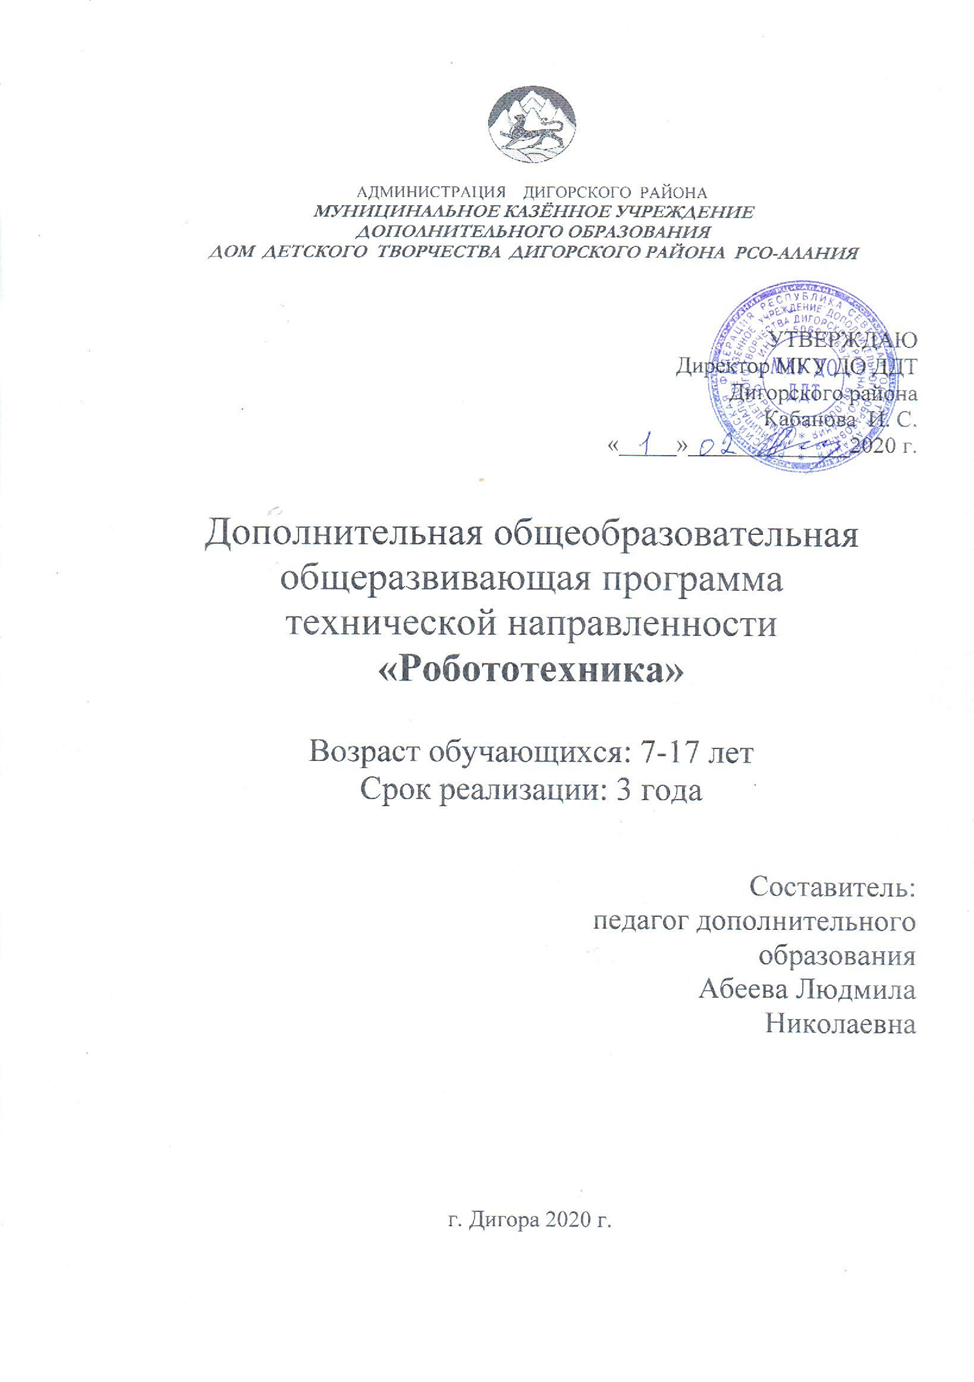 АДМИНИСТРАЦИЯ ДИГОРСКОГО РАЙОНА
МУНИЦИНАЛЬНОЕ КАЗЁННОЕ УЧРЕЖДЕНИЕ
ДОПОЛНИТЕЛЬНОГО ОБРАЗОВАНИЯ
ДОМ ДЕТСКОГО ТВОРЧЕСТВА ДИГОРСКОГО РАЙОНА РСО-АЛАНИЯ
УТВЕРЖДАЮ
Директор МКУ ДО ДДТ
Дигорского района
Кабанова И. С.
« 1 » 02 2020 г.
Дополнительная общеобразовательная
общеразвивающая программа
технической направленности
«Робототехника»
Возраст обучающихся: 7-17 лет
Срок реализации: 3 года
Составитель:
педагог дополнительного
образования
Абеева Людмила
Николаевна
г. Дигора 2020 г.